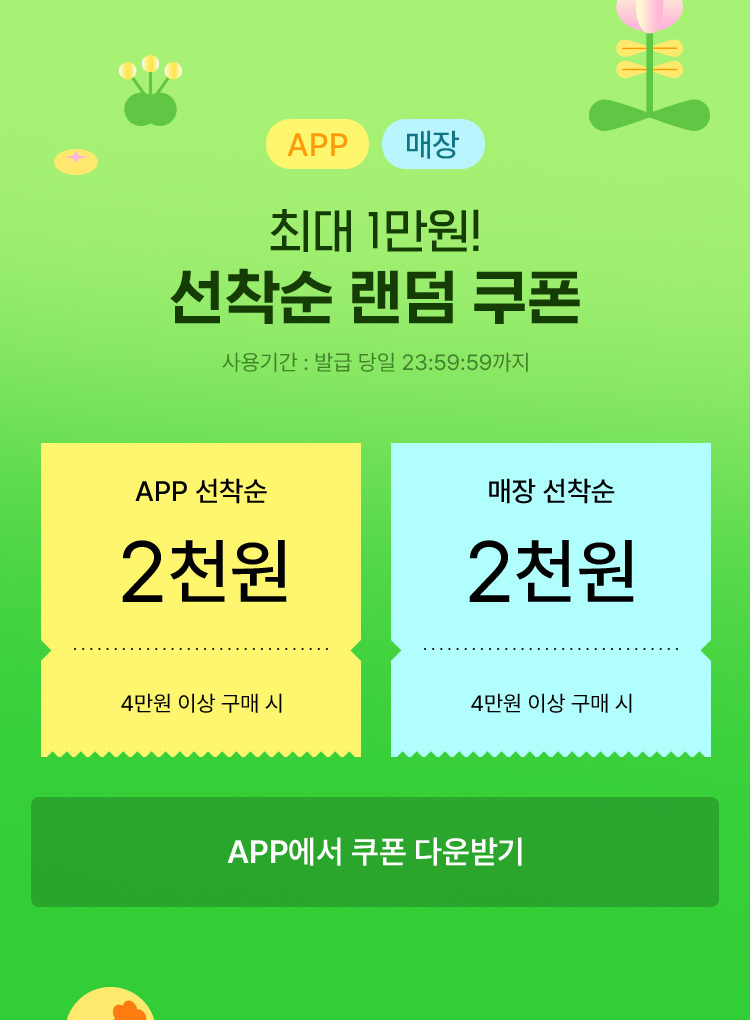 APP 매장
최대 1만원!
선착순 랜덤 쿠폰
사용기간 : 발급 당일 23:59:59까지
APP 선착순
2천원
4만원 이상 구매 시
매장 선착순
2천원
4만원 이상 구매 시
APP에서 쿠폰 다운받기